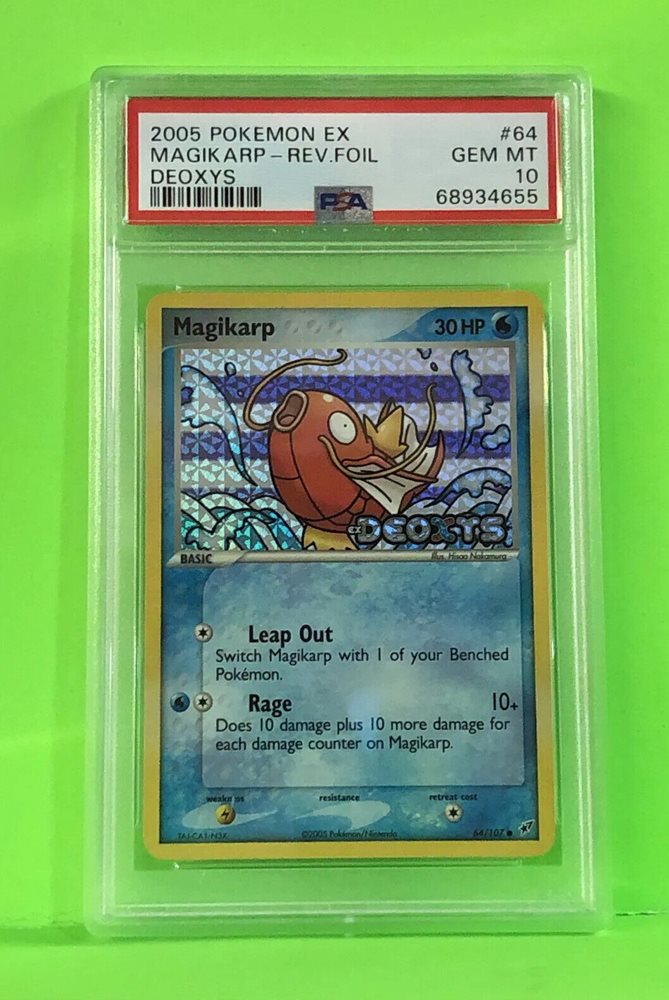 2005 POKEMON EX #64
MAGIKARP - REV.FOIL GEM MT
DEOXYS 10
PSA 68934655
Magikarp 30 HP
ex DEOXYS
BASIC Illus. Hisao Nakamura
Leap Out
Switch Magikarp with 1 of your Benched
Pokémon.
Rage 10+
Does 10 damage plus 10 more damage for
each damage counter on Magikarp.
weakness resistance retreat cost
©2005 Pokémon/Nintendo 64/107